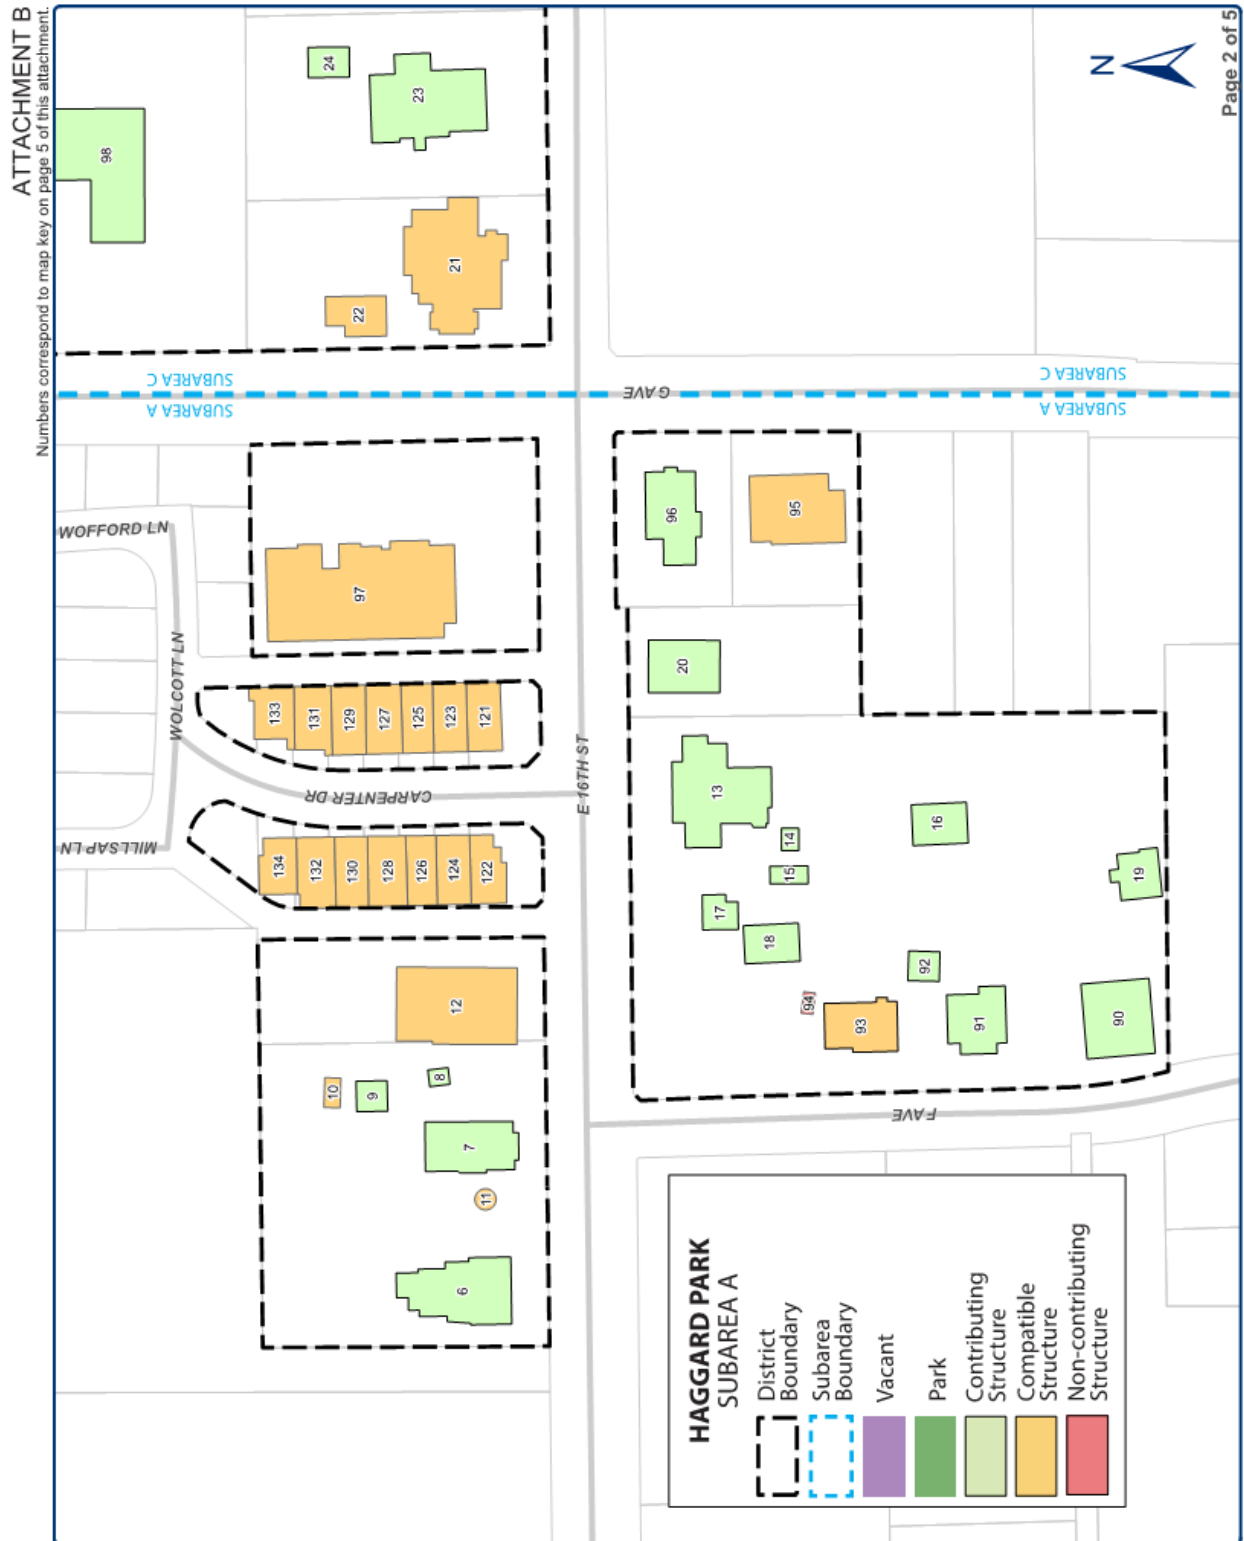 ATTACHMENT B
Numbers correspond to map key on page 5 of this attachment.
98
24
23
21
22
SUBAREA C
SUBAREA A
G AVE
SUBAREA C
SUBAREA A
N
WOFFORD LN
WOLCOTT LN
MILLSAP LN
CARPENTER DR
E 16TH ST
F AVE
97
133
131
129
127
125
123
121
134
132
130
128
126
124
122
12
10
9
8
7
11
6
96
95
20
13
14
15
16
17
18
19
92
94
93
91
90
HAGGARD PARK
SUBAREA A
District
Boundary
Subarea
Boundary
Vacant
Park
Contributing
Structure
Compatible
Structure
Non-contributing
Structure
Page 2 of 5